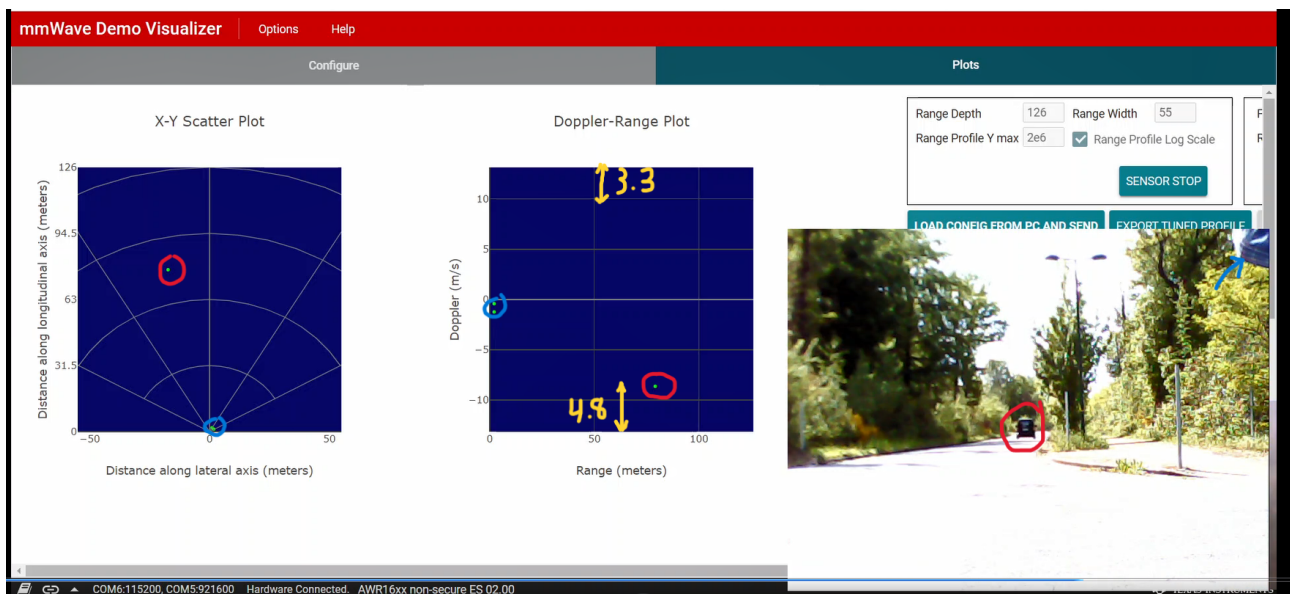 mmWave Demo Visualizer Options Help
Configure Plots
X-Y Scatter Plot
126
94.5
63
31.5
0
−50 0 50
Distance along longitudinal axis (meters)
Distance along lateral axis (meters)
Doppler-Range Plot
3.3
10
5
0
−5
−10
4.8
0 50 100
Doppler (m/s)
Range (meters)
Range Depth 126 Range Width 55
Range Profile Y max 2e6 Range Profile Log Scale
SENSOR STOP
LOAD CONFIG FROM PC AND SEND EXPORT TUNED PROFILE
COM6:115200, COM5:921600 Hardware Connected. AWR16xx non-secure ES 02.00
TEXAS INSTRUMENTS